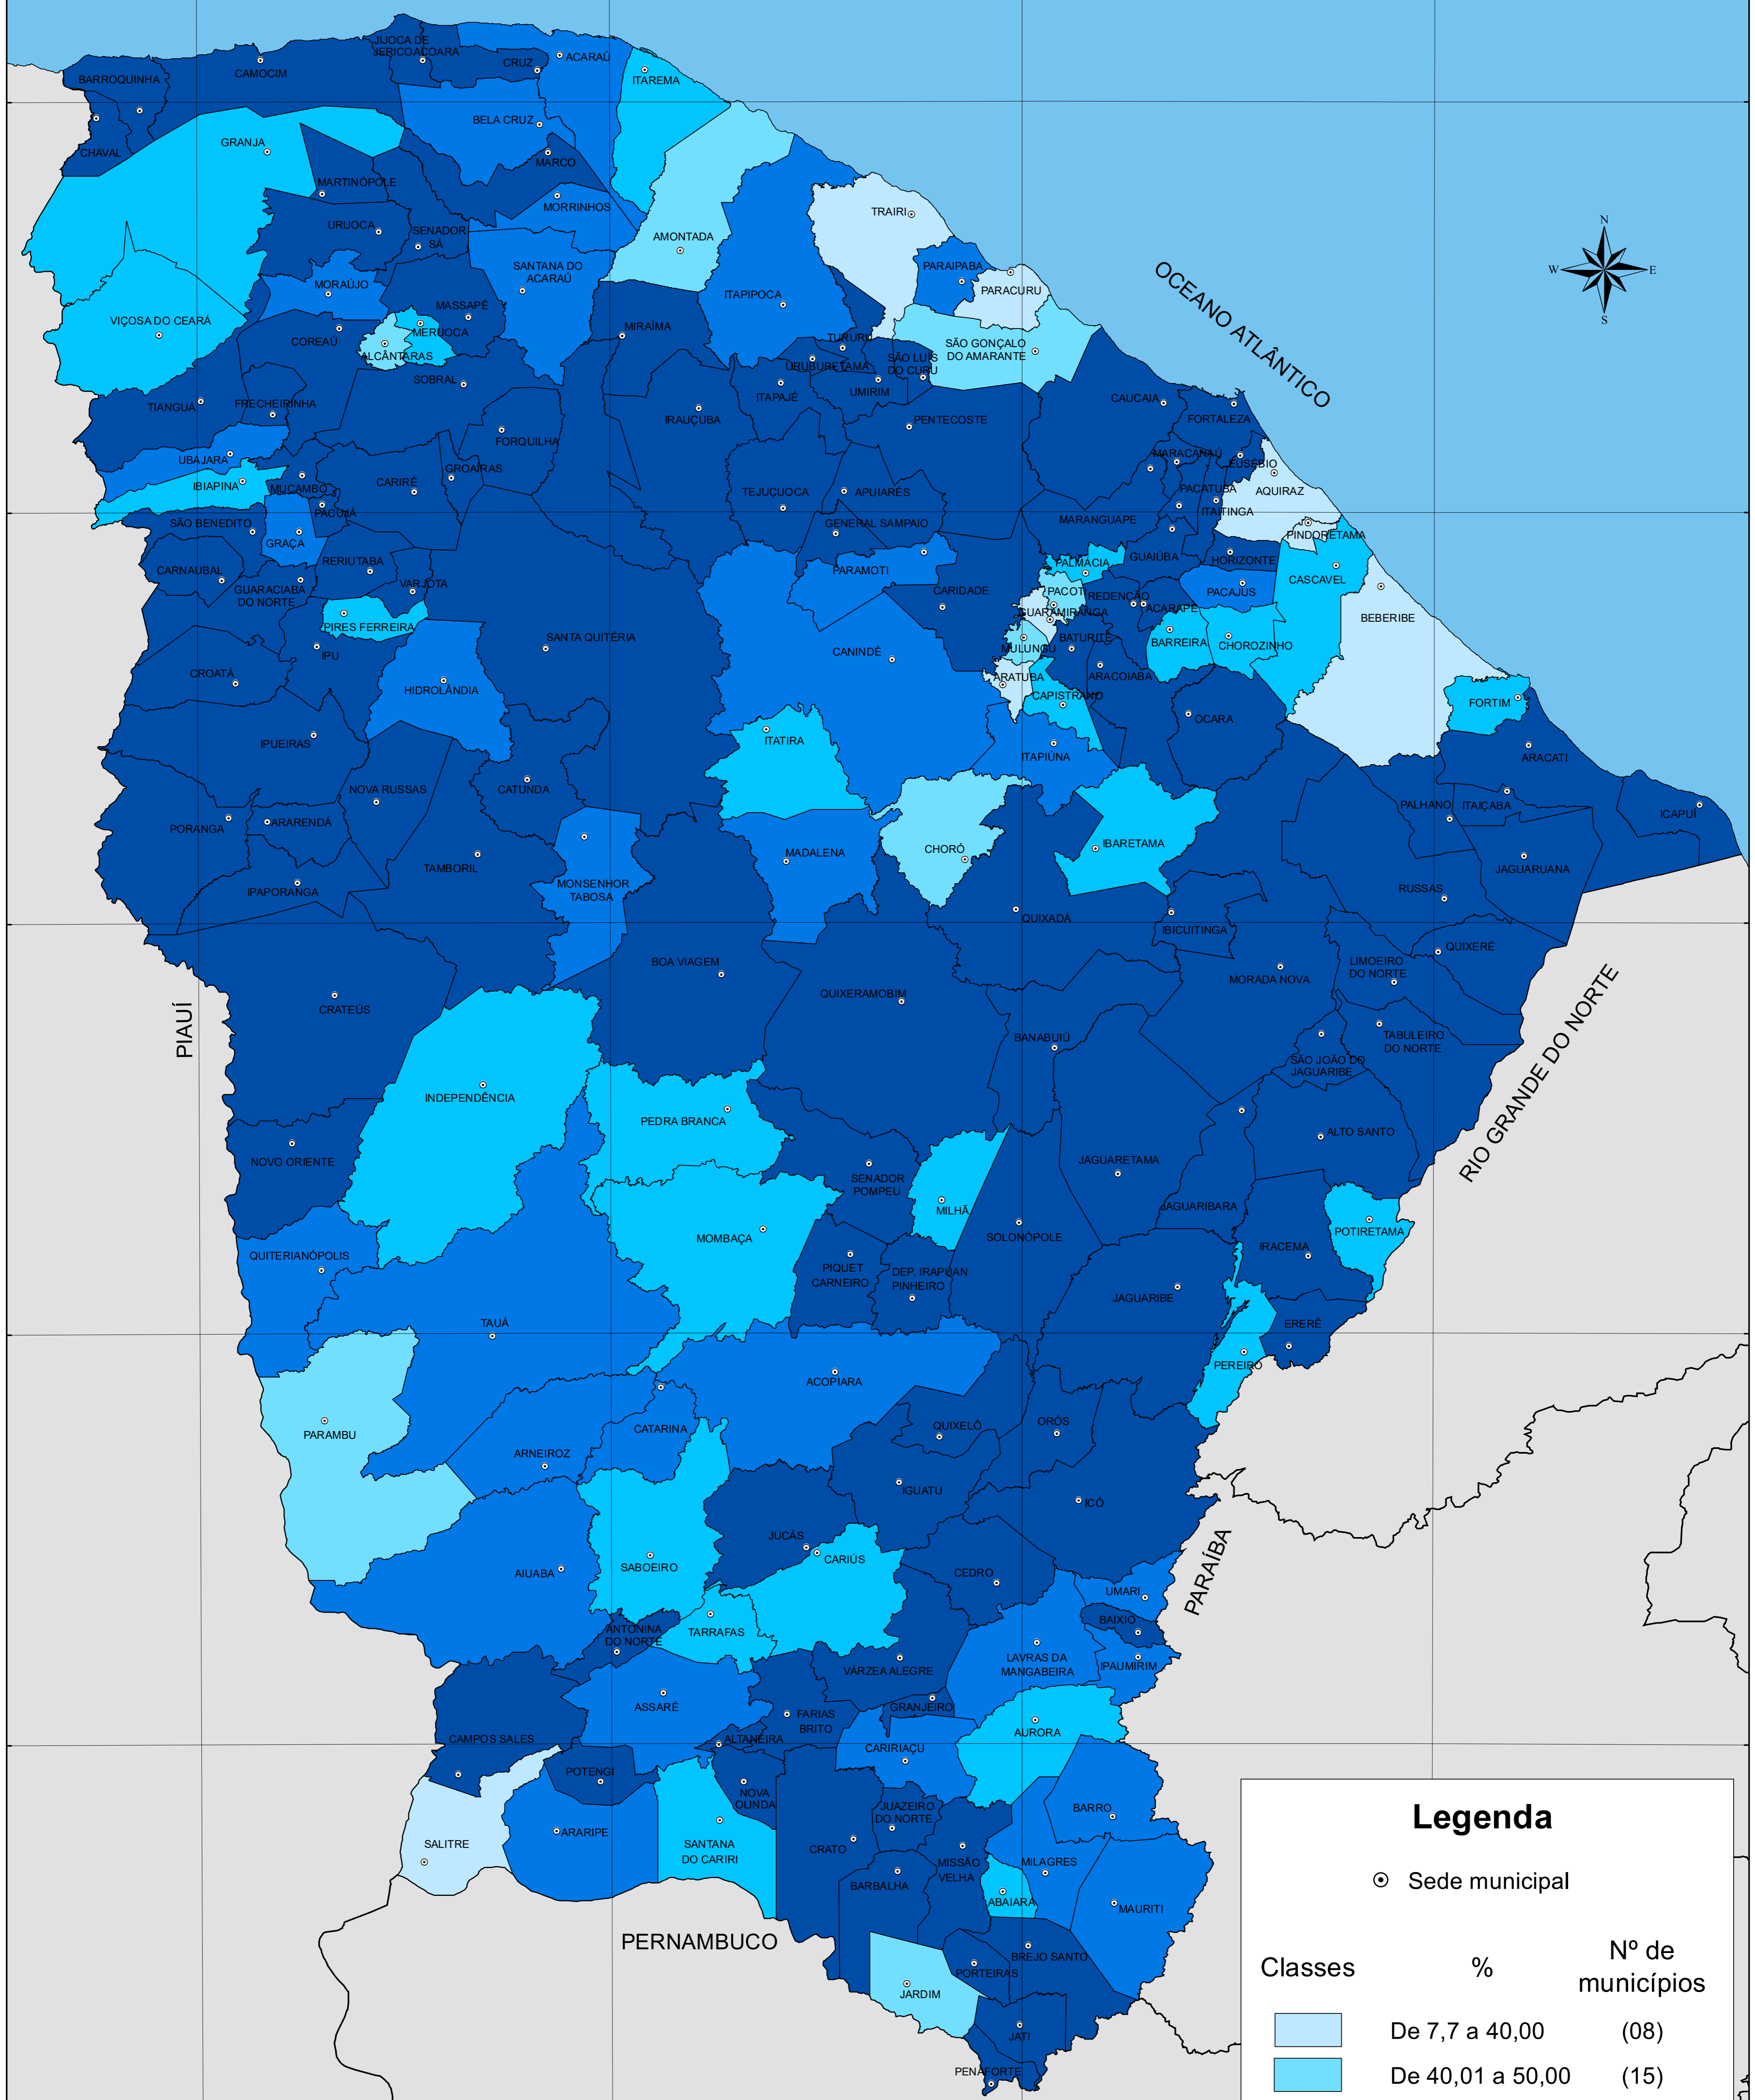 JIJOCA DE
JERICOACOARA
CRUZ
ACARAÚ
BARROQUINHA
CAMOCIM
ITAREMA
CHAVAL
GRANJA
BELA CRUZ
MARCO
MARTINÓPOLE
MORRINHOS
TRAIRI
URUOCA
SENADOR
SÁ
AMONTADA
N
W
E
S
SANTANA DO
ACARAÚ
PARAIPABA
PARACURU
MORAÚJO
ITAPIPOCA
OCEANO ATLÂNTICO
MASSAPÊ
VIÇOSA DO CEARÁ
MIRAÍMA
MERUOCA
COREAÚ
ALCÂNTARAS
TURURU
SÃO GONÇALO
DO AMARANTE
URUBURETAMA
SÃO LUÍS
DO CURU
SOBRAL
UMIRIM
ITAPAJÉ
CAUCAIA
TIANGUÁ
FRECHEIRINHA
IRAUÇUBA
PENTECOSTE
FORTALEZA
FORQUILHA
MARACANAÚ
UBAJARA
EUSÉBIO
GROAÍRAS
IBIAPINA
MUCAMBO
CARIRÉ
TEJUÇUOCA
APUIARÉS
PACATUBA
AQUIRAZ
PACUJÁ
ITAITINGA
SÃO BENEDITO
GENERAL SAMPAIO
MARANGUAPE
PINDORETAMA
GRAÇA
RERIUTABA
GUAIÚBA
HORIZONTE
CARNAUBAL
PARAMOTI
PALMÁCIA
CASCAVEL
GUARACIABA
DO NORTE
VARJOTA
CARIDADE
PACOTI
REDENÇÃO
PACAJUS
ACARAPE
GUARAMIRANGA
BEBERIBE
PIRES FERREIRA
SANTA QUITÉRIA
BATURITÉ
BARREIRA
CHOROZINHO
IPU
CANINDÉ
MULUNGU
CROATÁ
ARATUBA
ARACOIABA
HIDROLÂNDIA
CAPISTRANO
FORTIM
OCARA
IPUEIRAS
ITATIRA
ITAPIÚNA
ARACATI
NOVA RUSSAS
CATUNDA
PALHANO
ITAIÇABA
ICAPUÍ
PORANGA
ARARENDÁ
IBARETAMA
MADALENA
CHORÓ
TAMBORIL
JAGUARUANA
IPAPORANGA
MONSENHOR
TABOSA
RUSSAS
QUIXADÁ
IBICUITINGA
QUIXERÉ
BOA VIAGEM
LIMOEIRO
DO NORTE
MORADA NOVA
QUIXERAMOBIM
CRATEÚS
PIAUÍ
BANABUIÚ
TABULEIRO
DO NORTE
SÃO JOÃO DO
JAGUARIBE
RIO GRANDE DO NORTE
INDEPENDÊNCIA
PEDRA BRANCA
ALTO SANTO
NOVO ORIENTE
JAGUARETAMA
SENADOR
POMPEU
JAGUARIBARA
MILHÃ
POTIRETAMA
MOMBAÇA
SOLONÓPOLE
IRACEMA
QUITERIANÓPOLIS
PIQUET
CARNEIRO
DEP. IRAPUAN
PINHEIRO
JAGUARIBE
TAUÁ
ERERÊ
PEREIRO
ACOPIARA
PARAMBU
CATARINA
QUIXELÔ
ORÓS
ARNEIROZ
IGUATU
ICÓ
JUCÁS
CARIÚS
AIUABA
SABOEIRO
CEDRO
PARAÍBA
UMARI
BAIXIO
ANTONINA
DO NORTE
TARRAFAS
LAVRAS DA
MANGABEIRA
IPAUMIRIM
VÁRZEA ALEGRE
ASSARÉ
GRANJEIRO
FARIAS
BRITO
AURORA
CAMPOS SALES
ALTANEIRA
CARIRIAÇU
POTENGI
NOVA
OLINDA
JUAZEIRO
DO NORTE
BARRO
SALITRE
ARARIPE
SANTANA
DO CARIRI
CRATO
MISSÃO
VELHA
MILAGRES
BARBALHA
ABAIARA
MAURITI
PERNAMBUCO
BREJO SANTO
PORTEIRAS
JARDIM
JATI
PENAFORTE
Legenda
Sede municipal
Classes
%
Nº de
municípios
De 7,7 a 40,00
(08)
De 40,01 a 50,00
(15)